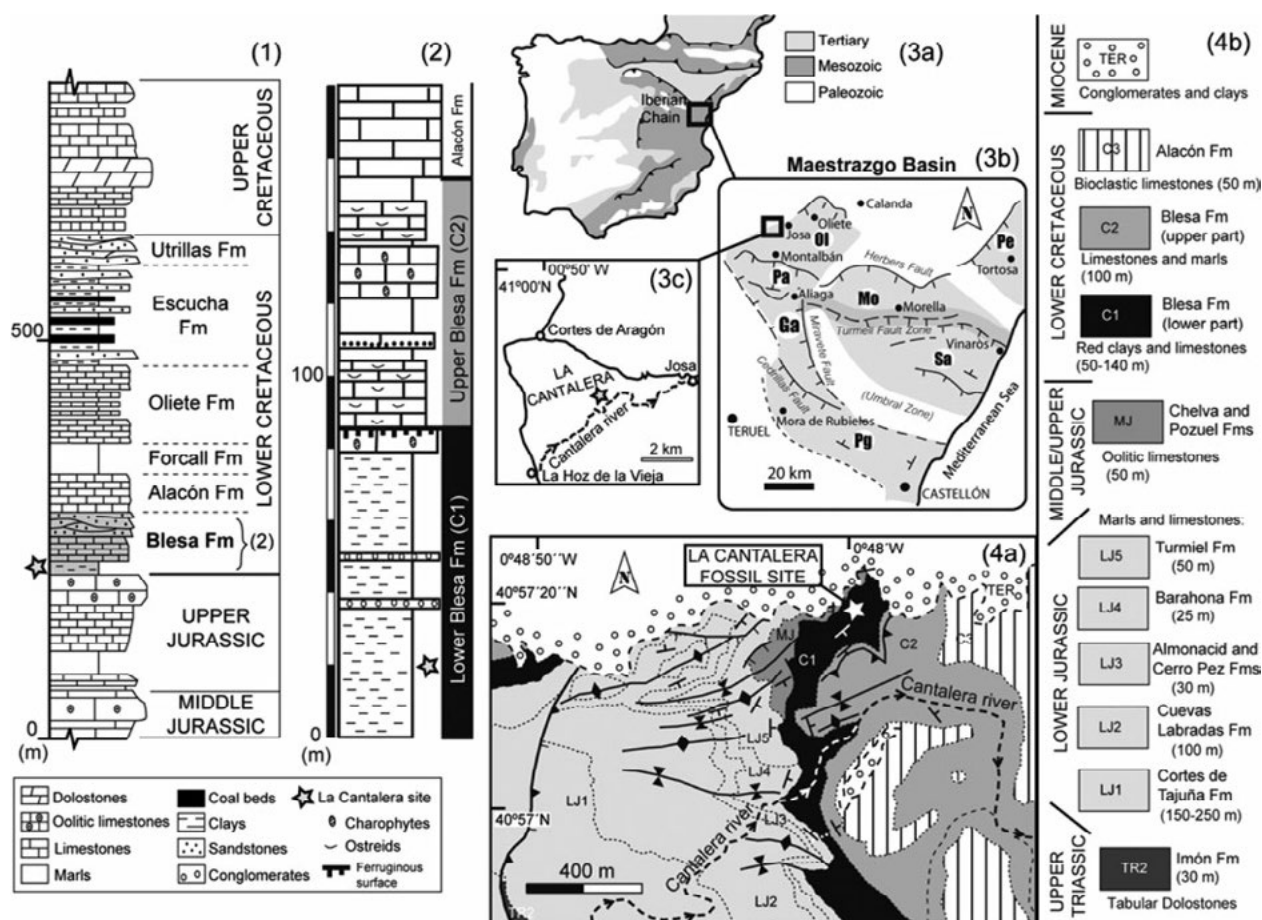 (1)
UPPER
CRETACEOUS
Utrillas Fm
Escucha
Fm
500
Oliete Fm
Forcall Fm
Alacón Fm
Blesa Fm
(2)
LOWER CRETACEOUS
UPPER
JURASSIC
MIDDLE
JURASSIC
0
(m)
(2)
Alacón Fm
Upper Blesa Fm (C2)
100
Lower Blesa Fm (C1)
0
(m)
Dolostones
Oolitic limestones
Limestones
Marls
Coal beds
Clays
Sandstones
Conglomerates
La Cantalera site
Charophytes
Ostreids
Ferruginous
surface
Tertiary
Mesozoic
Paleozoic
(3a)
Iberian
Chain
Maestrazgo Basin
(3b)
N
Calanda
Oliete
Josa
Ol
Montalbán
Pa
Aliaga
Herbers Fault
Pe
Tortosa
Mo
Morella
Turmell Fault Zone
Ga
Miravete Fault
Vinaròs
Sa
Cedrillas Fault
(Umbral Zone)
Mora de Rubielos
TERUEL
Pg
Mediterranean Sea
20 km
CASTELLÓN
(3c)
00°50' W
41°00'N
Cortes de Aragón
LA
CANTALERA
Josa
Cantalera river
2 km
La Hoz de la Vieja
(4a)
0º48´50´´W
0º48´W
N
LA CANTALERA
FOSSIL SITE
40º57´20´´N
TER
MJ
C1
C2
C3
Cantalera river
LJ5
LJ4
LJ3
LJ1
40º57´N
Cantalera river
400 m
LJ2
TR2
(4b)
MIOCENE
TER
Conglomerates and clays
LOWER CRETACEOUS
C3
Alacón Fm
Bioclastic limestones (50 m)
C2
Blesa Fm
(upper part)
Limestones and marls
(100 m)
C1
Blesa Fm
(lower part)
Red clays and limestones
(50-140 m)
MIDDLE/UPPER
JURASSIC
MJ
Chelva and
Pozuel Fms
Oolitic limestones
(50 m)
LOWER JURASSIC
Marls and limestones:
LJ5
Turmiel Fm
(50 m)
LJ4
Barahona Fm
(25 m)
LJ3
Almonacid and
Cerro Pez Fms
(30 m)
LJ2
Cuevas
Labradas Fm
(100 m)
LJ1
Cortes de
Tajuña Fm
(150-250 m)
UPPER
TRIASSIC
TR2
Imón Fm
(30 m)
Tabular Dolostones